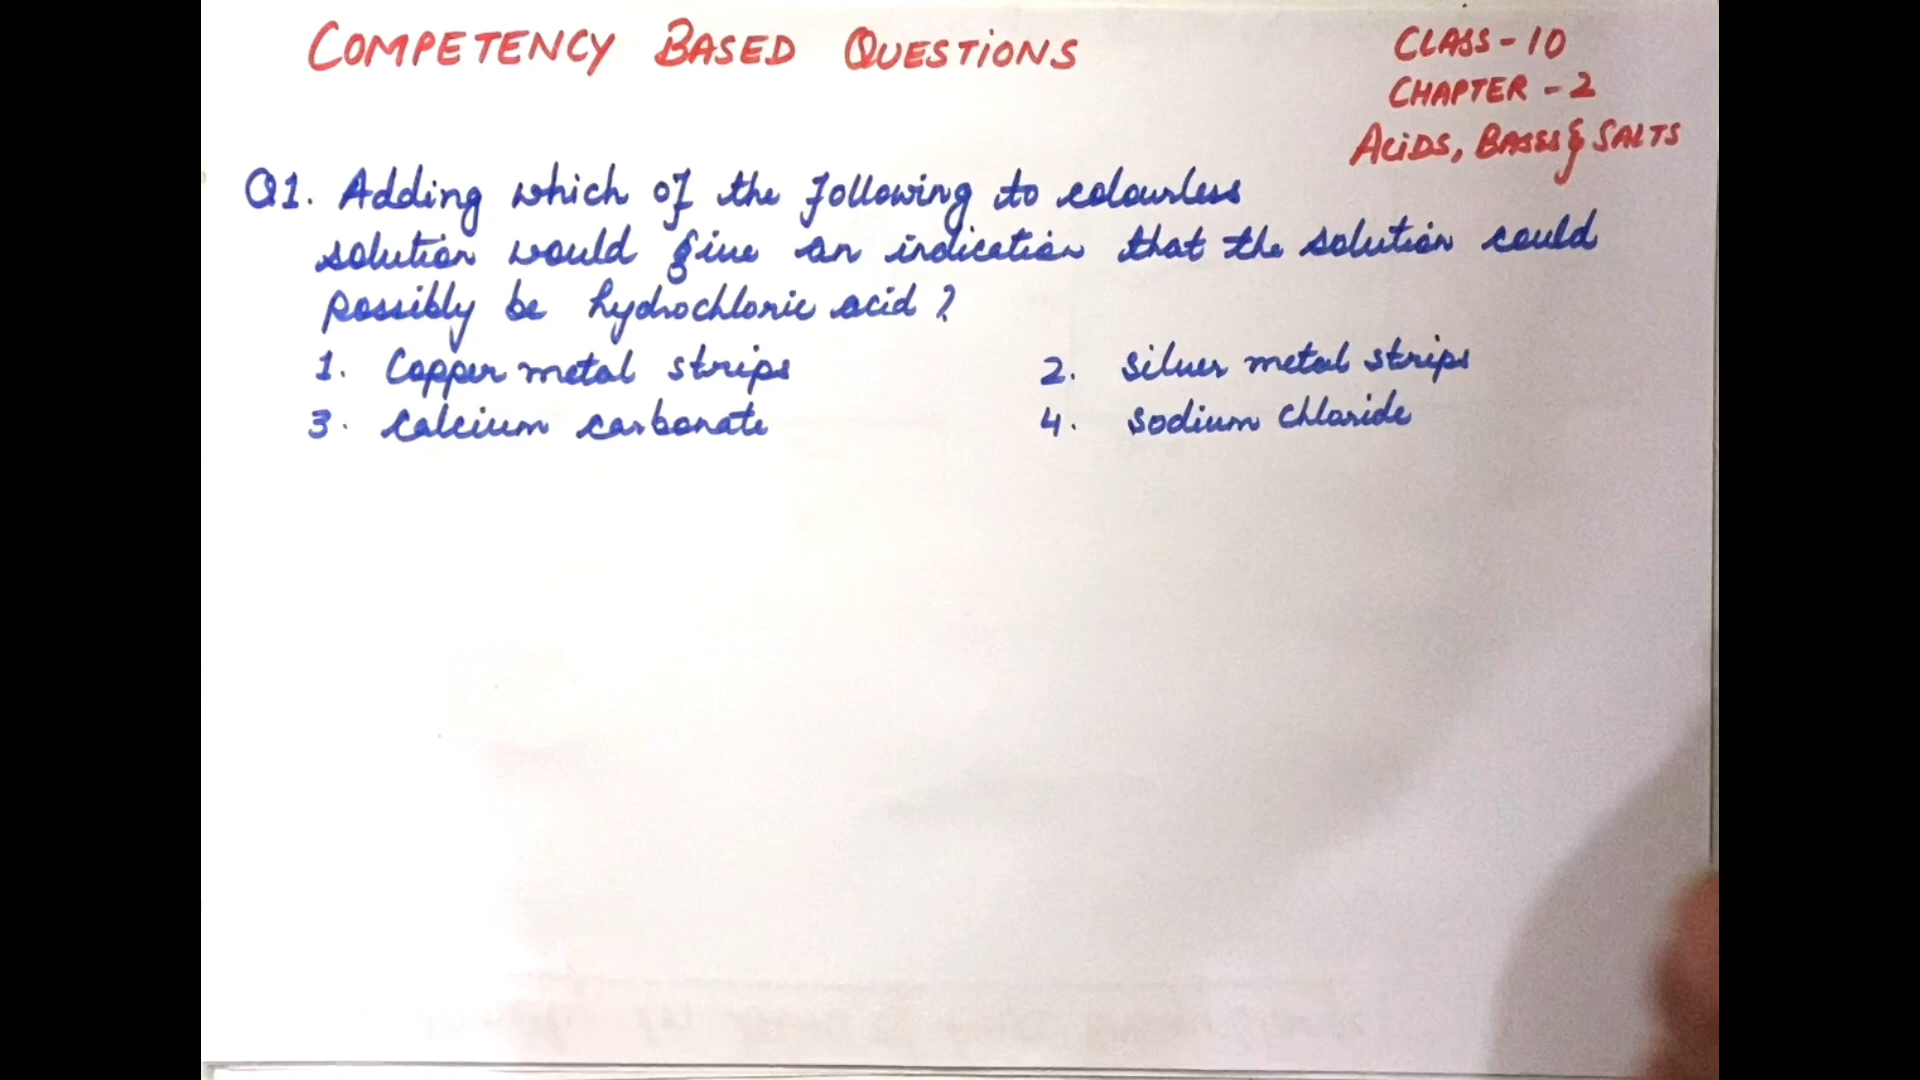 COMPETENCY BASED QUESTIONS
CLASS - 10
CHAPTER - 2
ACIDS, BASES & SALTS
Q1. Adding which of the following to colourless
solution would give an indication that the solution could
possibly be hydrochloric acid ?
1. Copper metal strips 2. Silver metal strips
3. Calcium carbonate 4. Sodium chloride